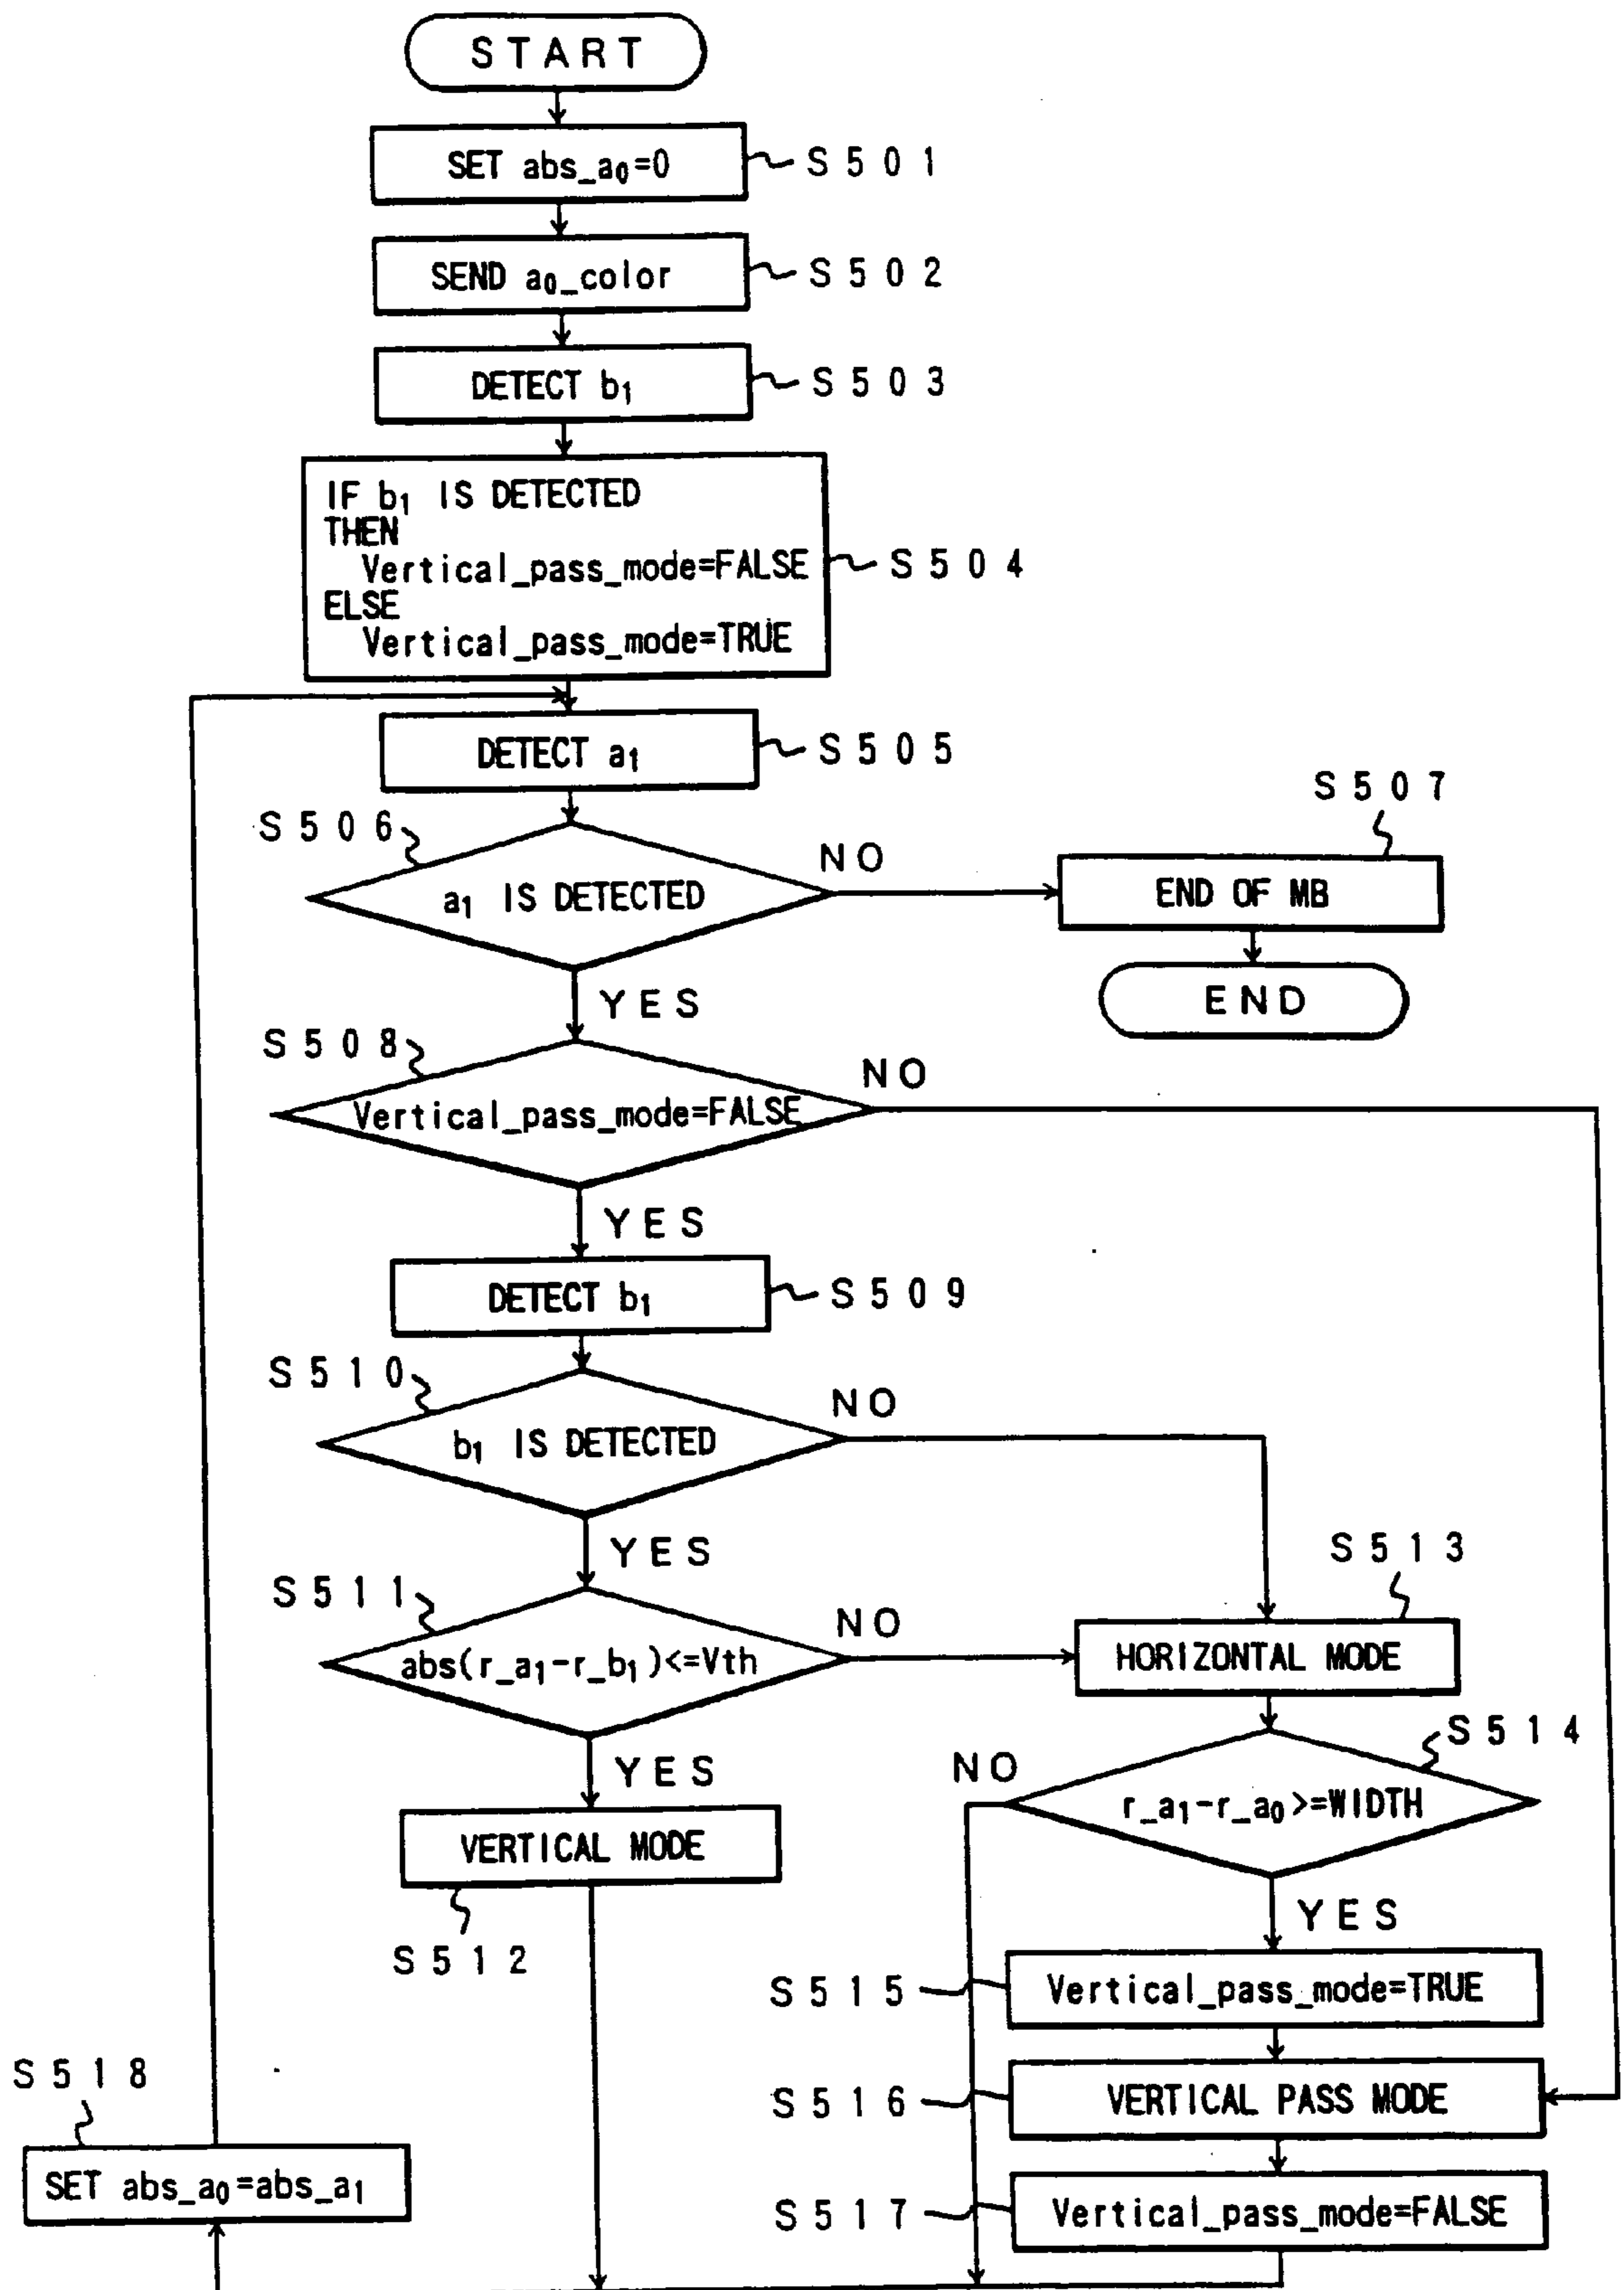 START
SET abs_a₀=0
S501
SEND a₀_color
S502
DETECT b₁
S503
IF b₁ IS DETECTED
THEN
Vertical_pass_mode=FALSE
ELSE
Vertical_pass_mode=TRUE
S504
DETECT a₁
S505
S506
a₁ IS DETECTED
NO
YES
S507
END OF MB
END
S508
Vertical_pass_mode=FALSE
NO
YES
DETECT b₁
S509
S510
b₁ IS DETECTED
NO
YES
S511
abs(r_a₁-r_b₁)<=Vth
NO
YES
S513
HORIZONTAL MODE
S514
NO
r_a₁-r_a₀>=WIDTH
YES
VERTICAL MODE
S512
S515
Vertical_pass_mode=TRUE
S516
VERTICAL PASS MODE
S517
Vertical_pass_mode=FALSE
S518
SET abs_a₀=abs_a₁